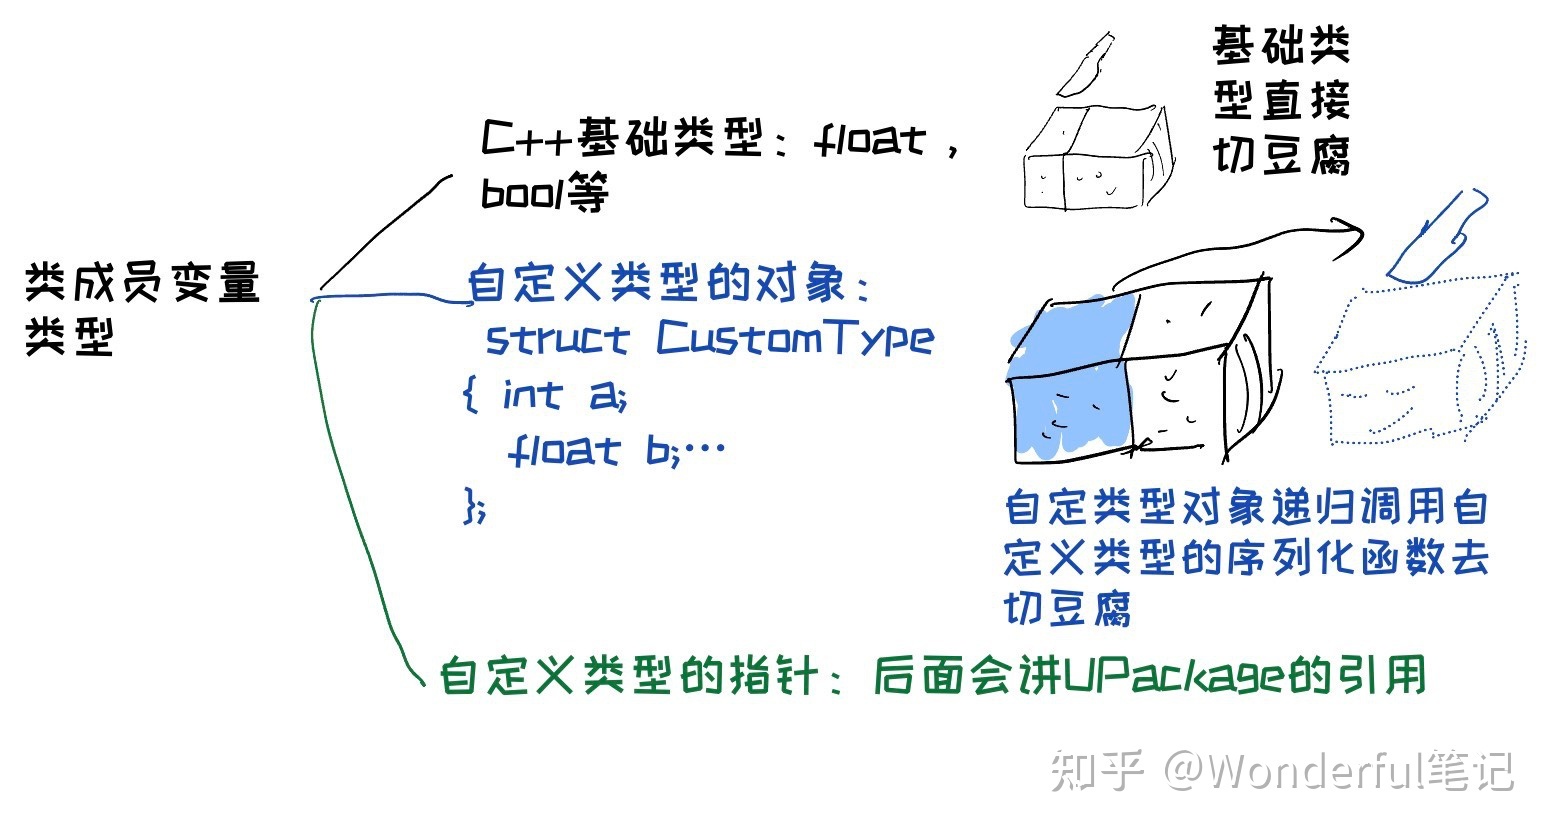 类成员变量
类型
C++基础类型：float，
bool等
基础类
型直接
切豆腐
自定义类型的对象：
struct CustomType
{ int a;
float b;…
};
自定类型对象递归调用自
定义类型的序列化函数去
切豆腐
自定义类型的指针：后面会讲UPackage的引用
知乎 @Wonderful笔记